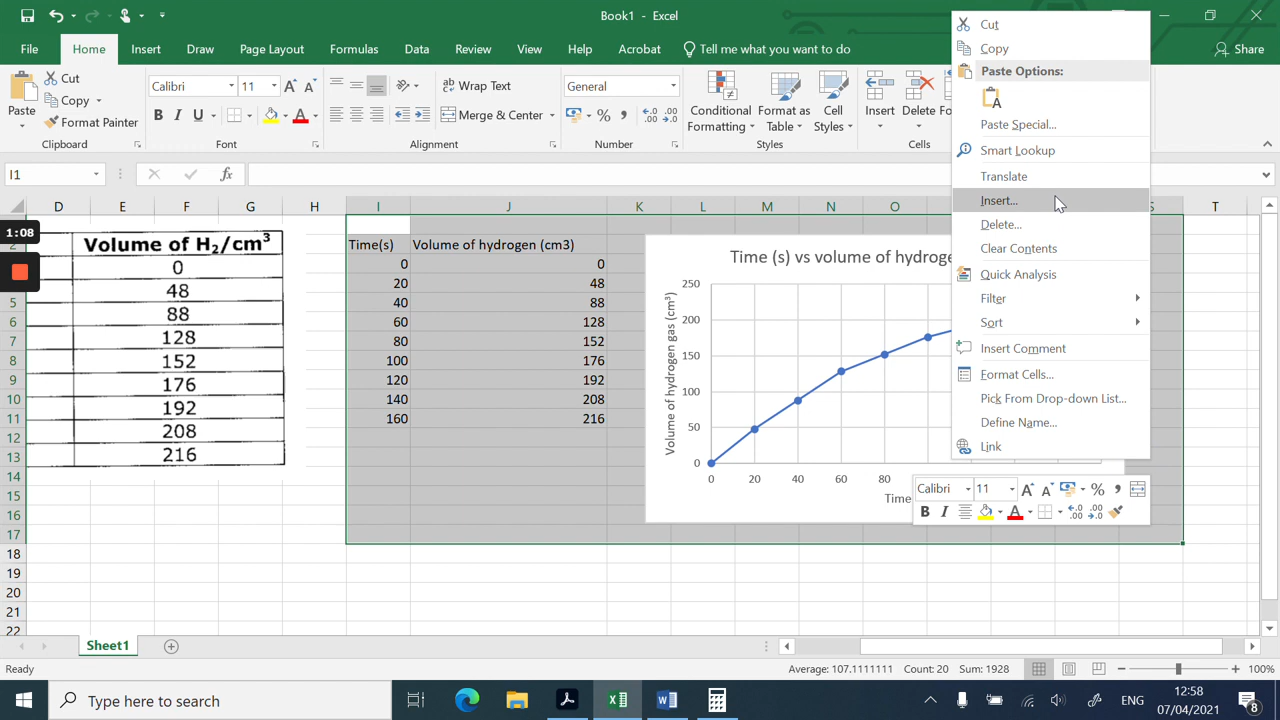 Book1 - Excel
File Home Insert Draw Page Layout Formulas Data Review View Help Acrobat Tell me what you want to do Share
Paste
Cut
Copy
Format Painter
Clipboard
Calibri 11
B I U
Font
Wrap Text
Merge & Center
Alignment
General
Number
Conditional Formatting
Format as Table
Cell Styles
Styles
Insert Delete
Cells
I1
D E F G H I J K L M N O S T
1:08
Volume of H₂/cm³
0
48
88
128
152
176
192
208
216
2
5
6
7
8
9
10
11
12
13
14
15
16
17
18
19
20
21
22
Time(s) Volume of hydrogen (cm3)
0 0
20 48
40 88
60 128
80 152
100 176
120 192
140 208
160 216
Time (s) vs volume of hydroge
Volume of hydrogen gas (cm³)
250
200
150
100
50
0
0 20 40 60 80
Time
Cut
Copy
Paste Options:
Paste Special...
Smart Lookup
Translate
Insert...
Delete...
Clear Contents
Quick Analysis
Filter
Sort
Insert Comment
Format Cells...
Pick From Drop-down List...
Define Name...
Link
Calibri 11
B I A
Sheet1
Ready
Average: 107.1111111 Count: 20 Sum: 1928
100%
Type here to search
ENG
12:58
07/04/2021
8